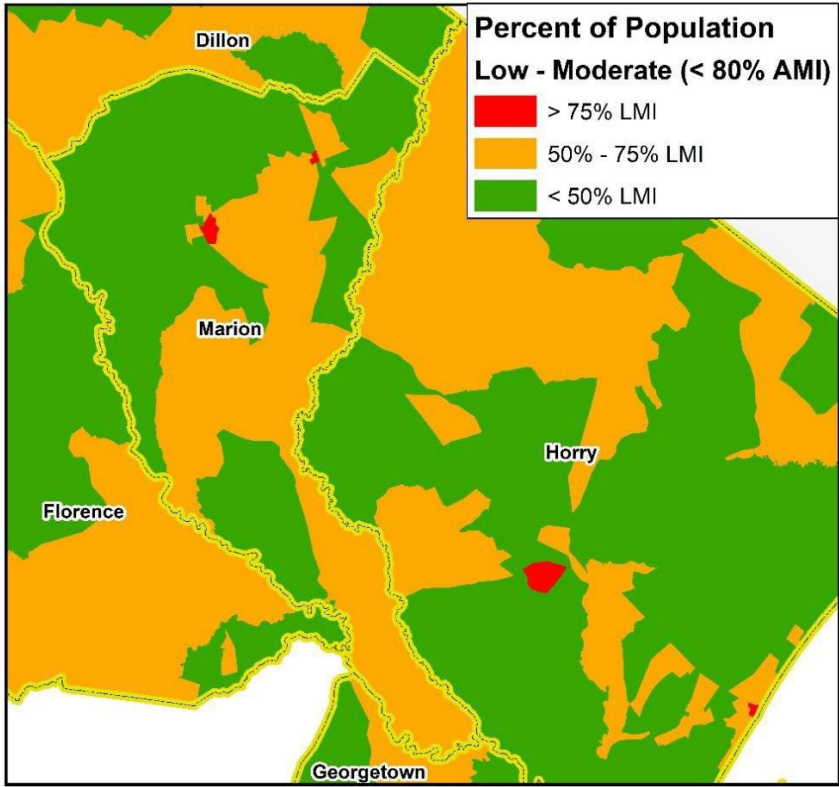 Percent of Population
Low - Moderate (< 80% AMI)
> 75% LMI
50% - 75% LMI
< 50% LMI
Dillon
Marion
Horry
Florence
Georgetown